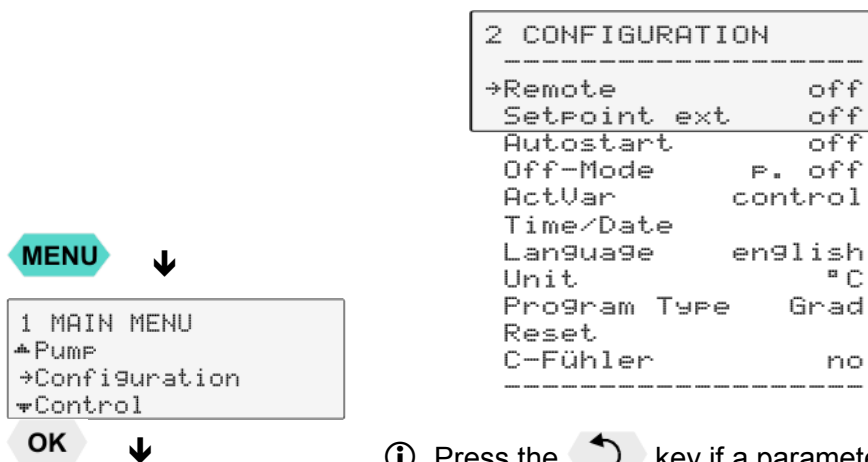 MENU
1 MAIN MENU
Pump
→Configuration
Control
OK
2 CONFIGURATION
--------------------
→Remote off
Setpoint ext off
Autostart off
Off-Mode p. off
ActVar control
Time/Date
Language english
Unit °C
Program Type Grad
Reset
C-Fühler no
--------------------
Press the key if a paramete